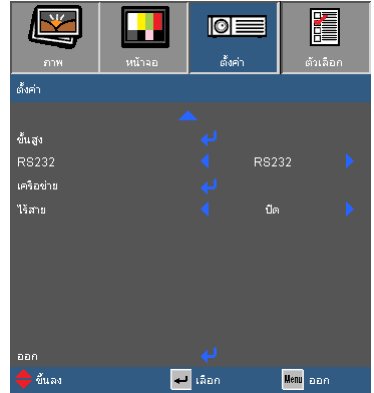 ภาพ หน้าจอ ตั้งค่า ตัวเลือก
ตั้งค่า
ขั้นสูง
RS232 RS232
เครือข่าย
ไร้สาย ปิด
ออก
ขึ้นลง เลือก Menu ออก